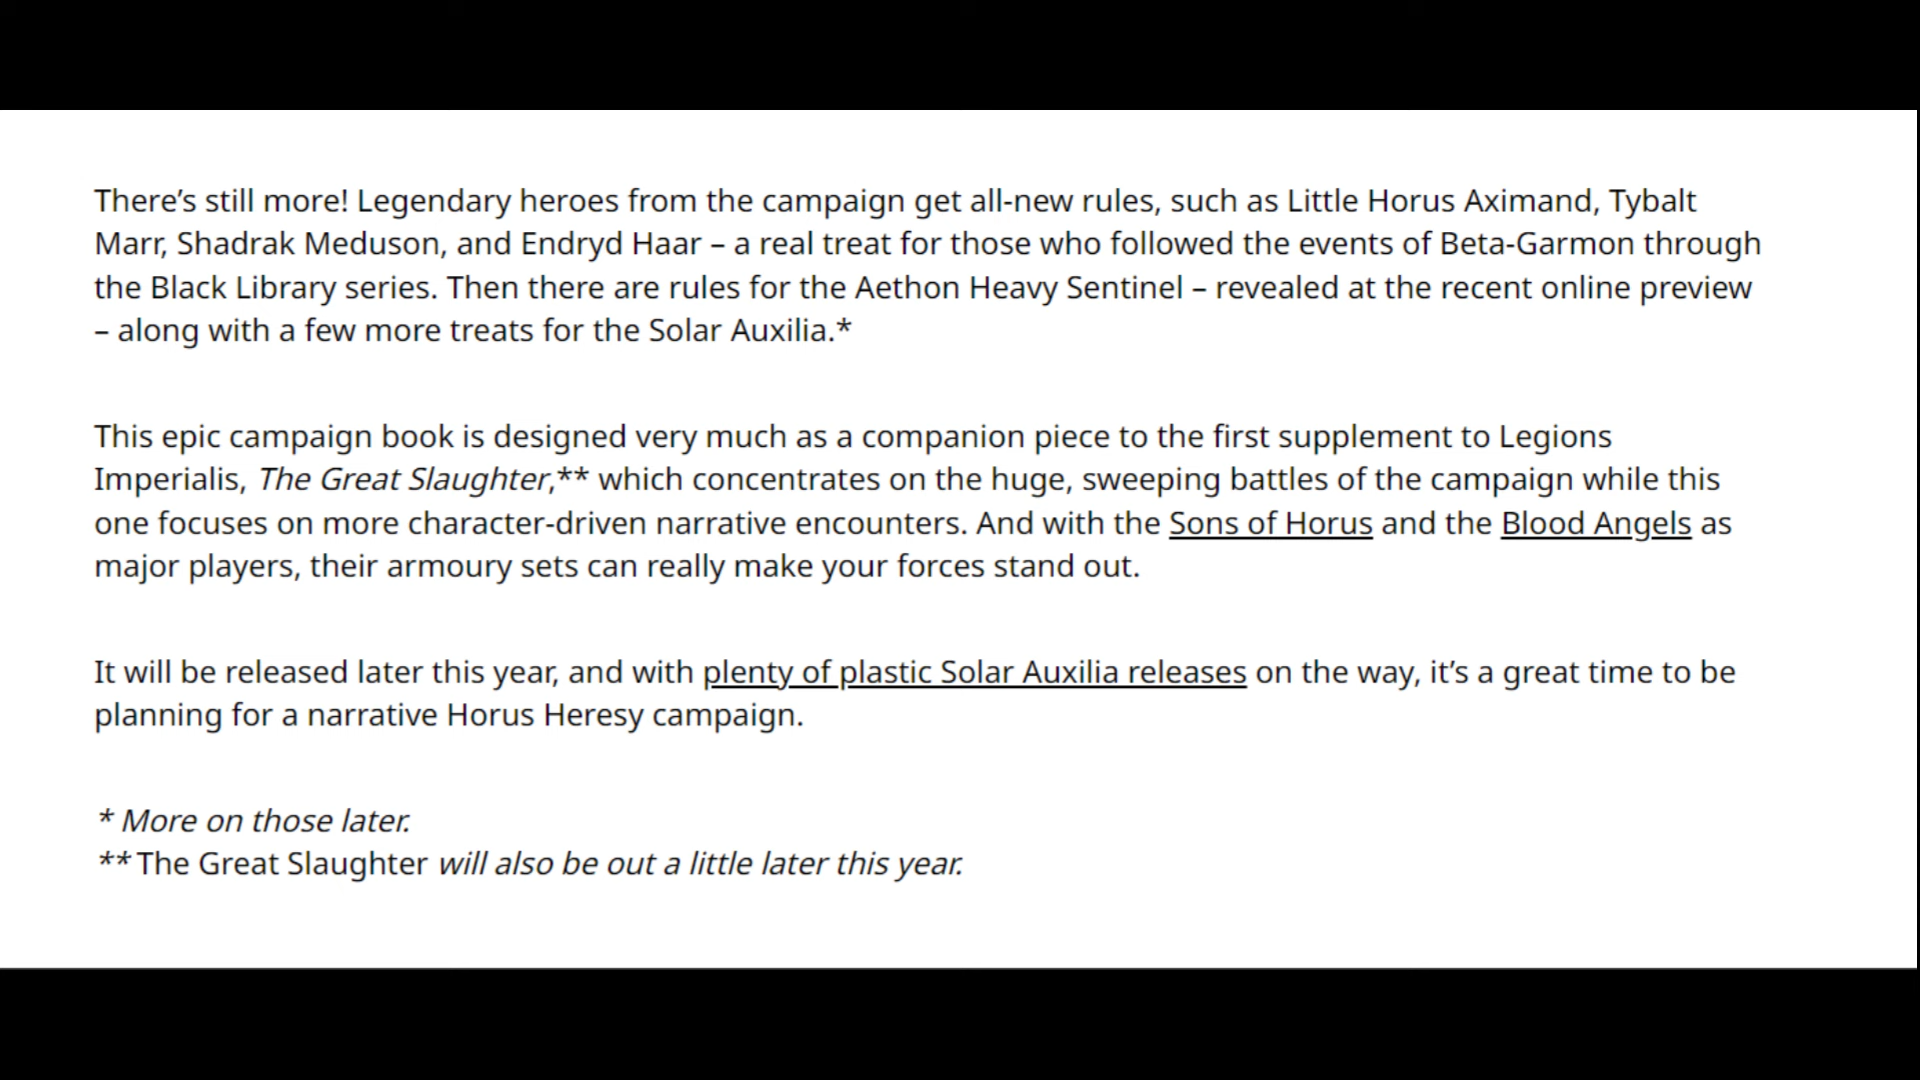 There’s still more! Legendary heroes from the campaign get all-new rules, such as Little Horus Aximand, Tybalt
Marr, Shadrak Meduson, and Endryd Haar – a real treat for those who followed the events of Beta-Garmon through
the Black Library series. Then there are rules for the Aethon Heavy Sentinel – revealed at the recent online preview
– along with a few more treats for the Solar Auxilia.*
This epic campaign book is designed very much as a companion piece to the first supplement to Legions
Imperialis, The Great Slaughter,** which concentrates on the huge, sweeping battles of the campaign while this
one focuses on more character-driven narrative encounters. And with the Sons of Horus and the Blood Angels as
major players, their armoury sets can really make your forces stand out.
It will be released later this year, and with plenty of plastic Solar Auxilia releases on the way, it’s a great time to be
planning for a narrative Horus Heresy campaign.
* More on those later.
** The Great Slaughter will also be out a little later this year.